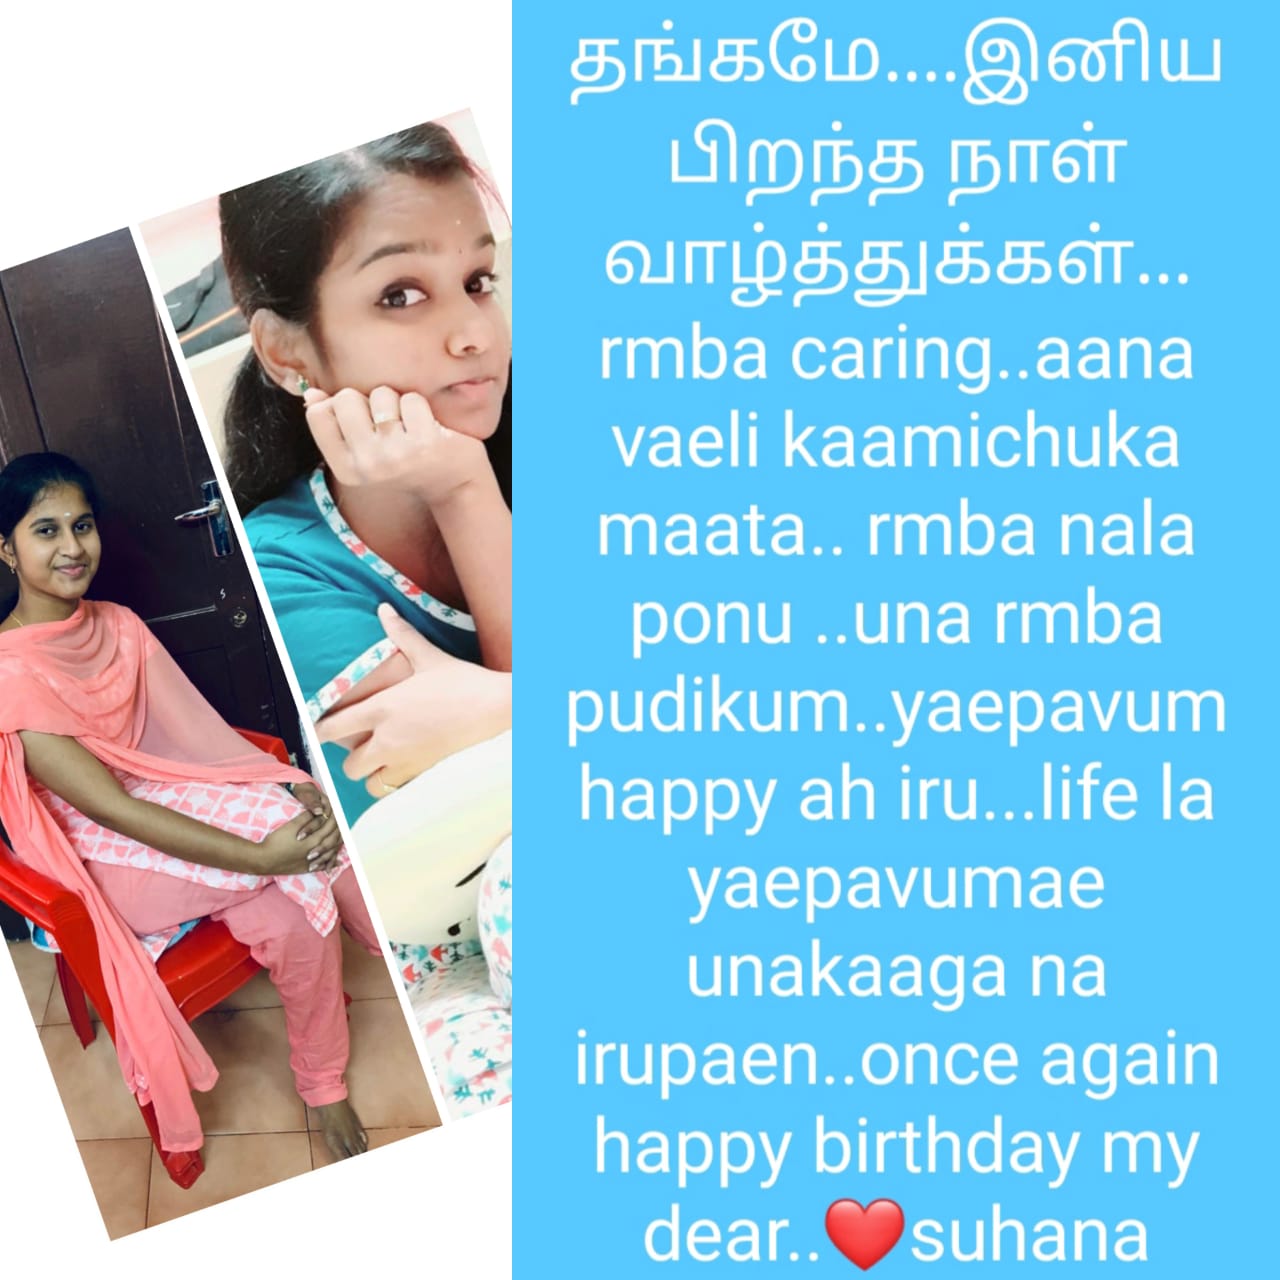 தங்கமே....இனிய
பிறந்த நாள்
வாழ்த்துக்கள்...
rmba caring..aana
vaeli kaamichuka
maata.. rmba nala
ponu ..una rmba
pudikum..yaepavum
happy ah iru...life la
yaepavumae
unakaaga na
irupaen..once again
happy birthday my
dear..❤️suhana
5